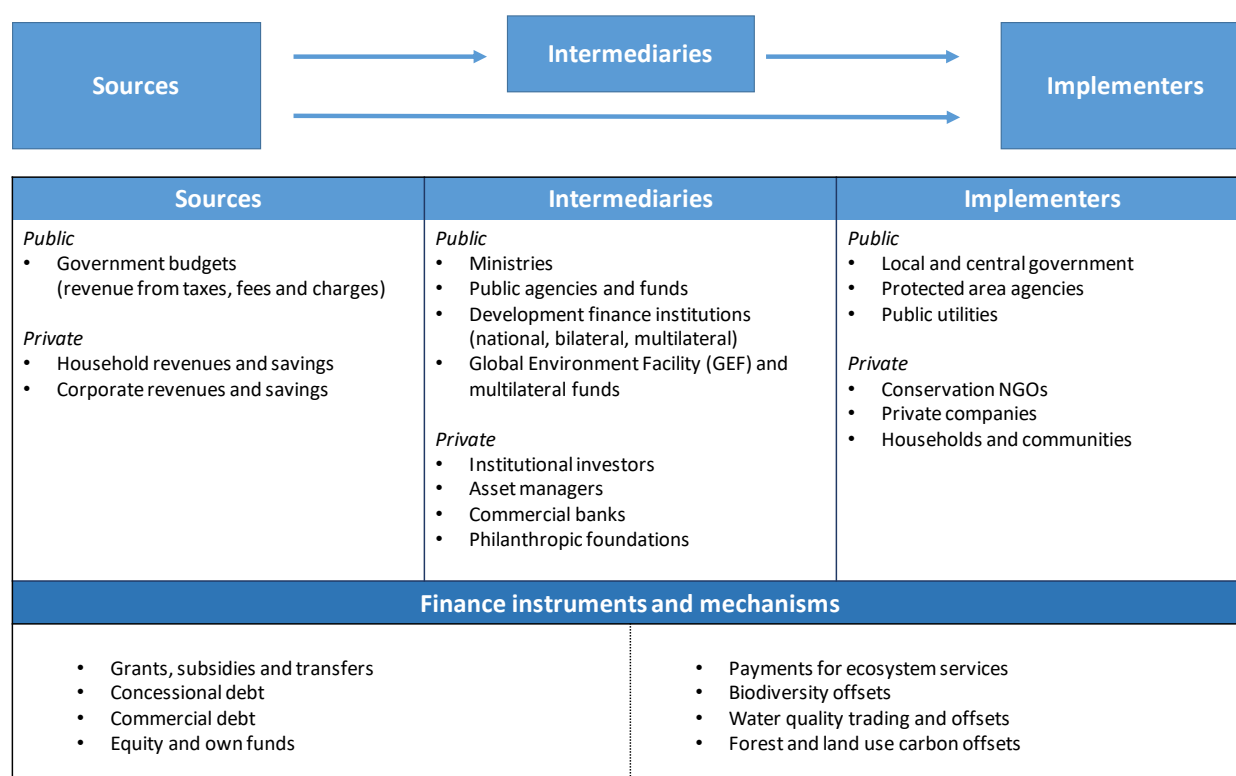 Sources
Intermediaries
Implementers
Sources
Intermediaries
Implementers
Public
• Government budgets
(revenue from taxes, fees and charges)
Private
• Household revenues and savings
• Corporate revenues and savings
Public
• Ministries
• Public agencies and funds
• Development finance institutions
(national, bilateral, multilateral)
• Global Environment Facility (GEF) and
multilateral funds
Private
• Institutional investors
• Asset managers
• Commercial banks
• Philanthropic foundations
Public
• Local and central government
• Protected area agencies
• Public utilities
Private
• Conservation NGOs
• Private companies
• Households and communities
Finance instruments and mechanisms
• Grants, subsidies and transfers
• Concessional debt
• Commercial debt
• Equity and own funds
• Payments for ecosystem services
• Biodiversity offsets
• Water quality trading and offsets
• Forest and land use carbon offsets